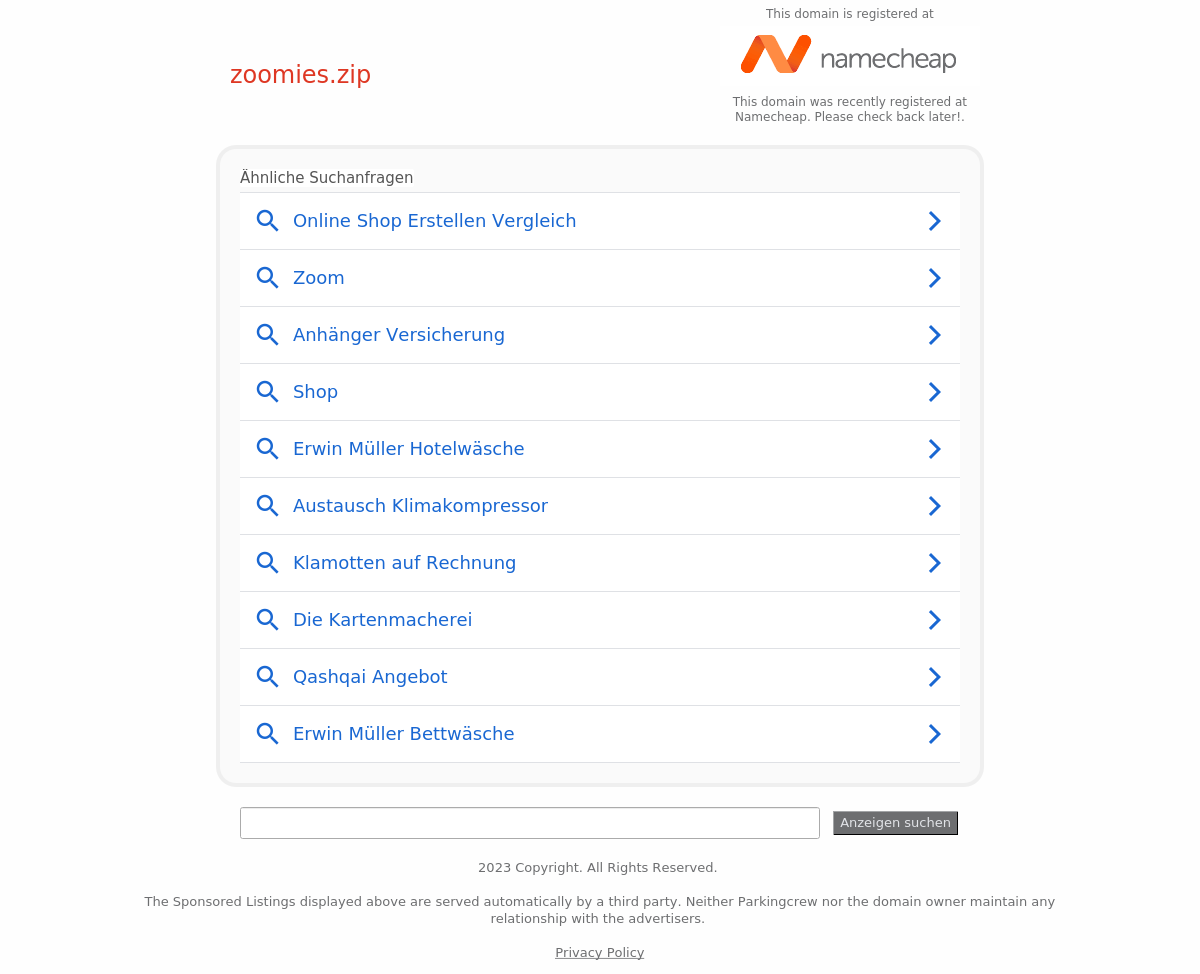 This domain is registered at
namecheap
zoomies.zip
This domain was recently registered at
Namecheap. Please check back later!.
Ähnliche Suchanfragen
Online Shop Erstellen Vergleich
Zoom
Anhänger Versicherung
Shop
Erwin Müller Hotelwäsche
Austausch Klimakompressor
Klamotten auf Rechnung
Die Kartenmacherei
Qashqai Angebot
Erwin Müller Bettwäsche
Anzeigen suchen
2023 Copyright. All Rights Reserved.
The Sponsored Listings displayed above are served automatically by a third party. Neither Parkingcrew nor the domain owner maintain any
relationship with the advertisers.
Privacy Policy